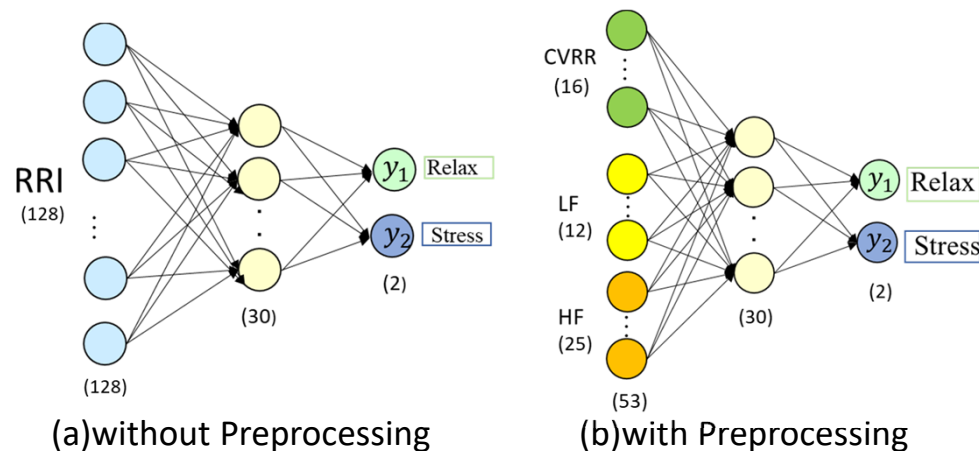 RRI
(128)
(128)
(30)
y₁ Relax
y₂ Stress
(2)
(a)without Preprocessing
CVRR
(16)
LF
(12)
HF
(25)
(53)
(30)
y₁ Relax
y₂ Stress
(2)
(b)with Preprocessing